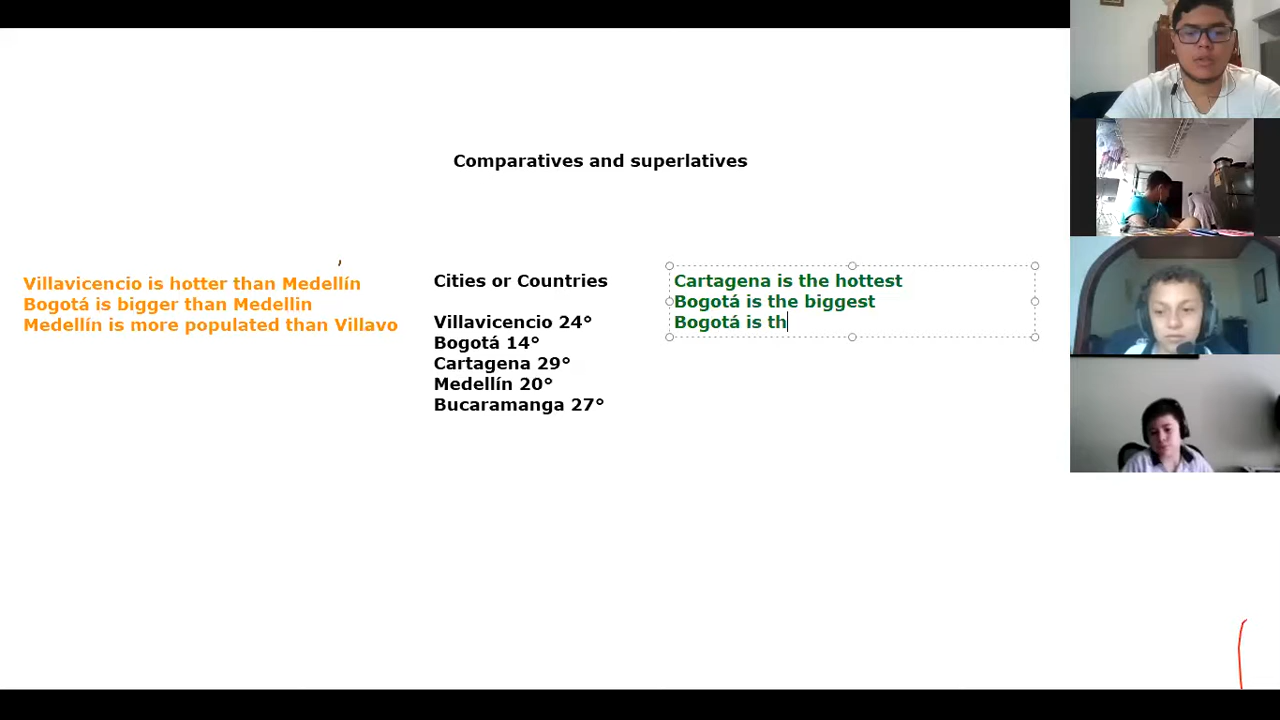 Comparatives and superlatives
Villavicencio is hotter than Medellín
Bogotá is bigger than Medellin
Medellín is more populated than Villavo
Cities or Countries
Villavicencio 24°
Bogotá 14°
Cartagena 29°
Medellín 20°
Bucaramanga 27°
Cartagena is the hottest
Bogotá is the biggest
Bogotá is th